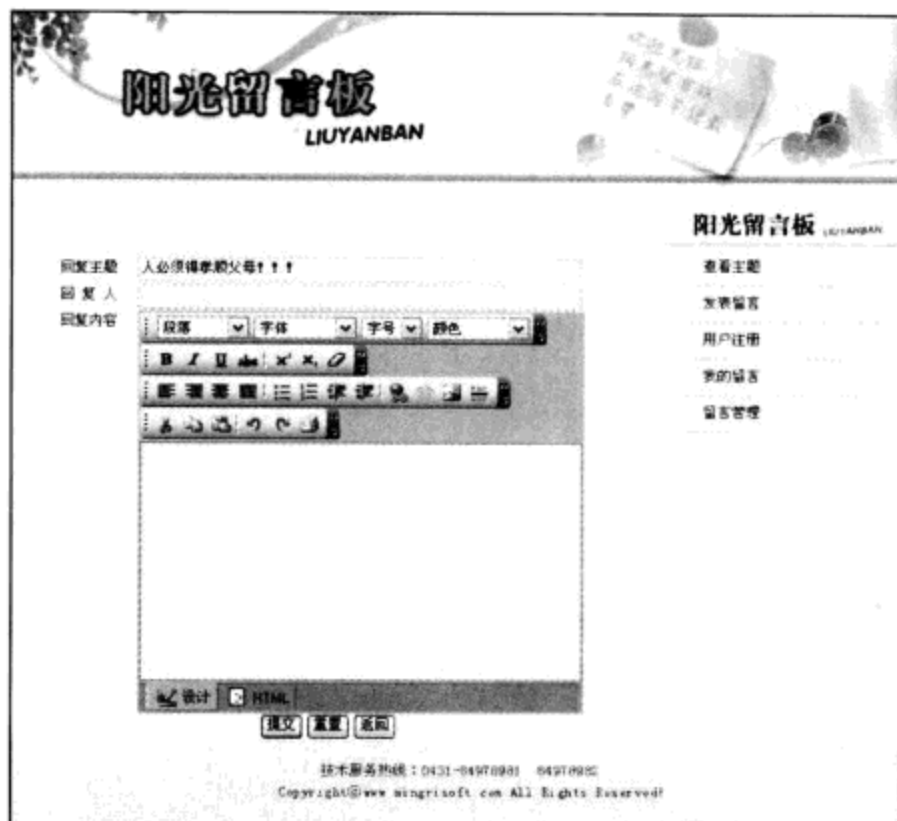 阳光留言板
LIUYANBAN
阳光留言板 LIUYANBAN
回复主题 人必须得孝顺父母！！！
回 复 人
回复内容
段落 字体 字号 颜色
B I U abc x² x₂
查看主题
发表留言
用户注册
我的留言
留言管理
设计 HTML
提交 重置 返回
技术服务热线：0431-84978981 84978982
Copyright©www mingrisoft com All Rights Reserved!